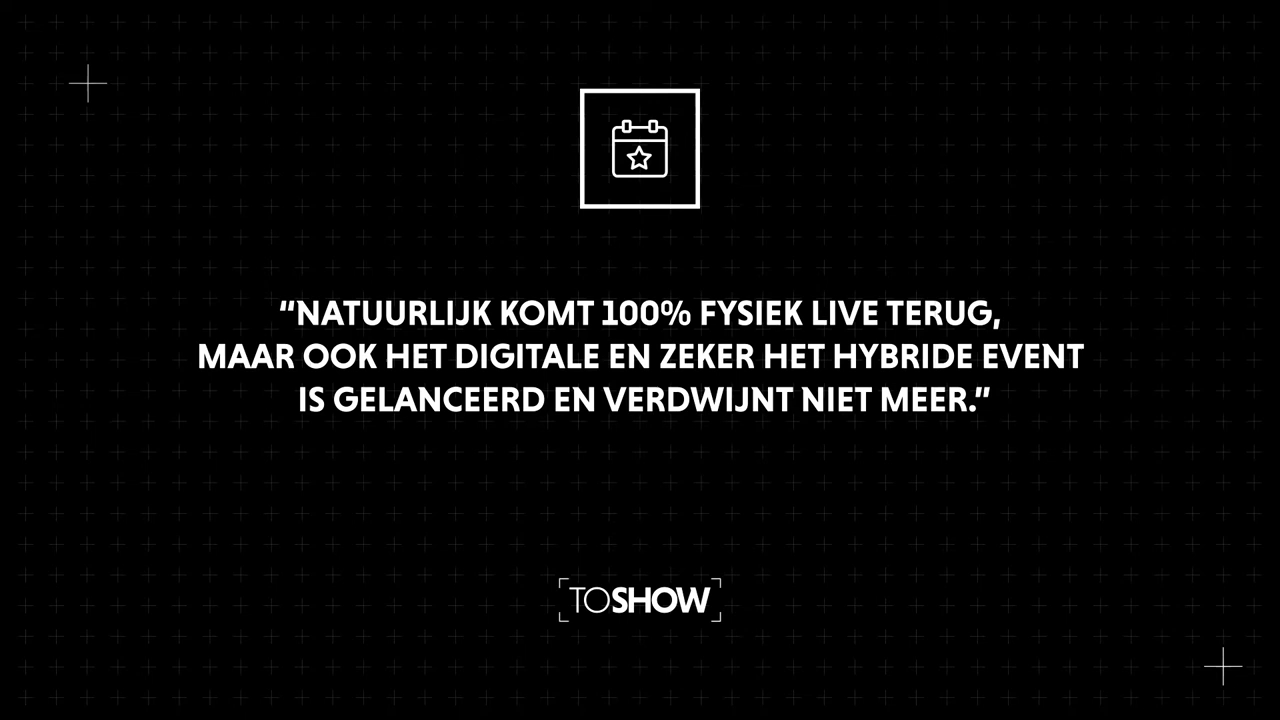 “NATUURLIJK KOMT 100% FYSIEK LIVE TERUG,
MAAR OOK HET DIGITALE EN ZEKER HET HYBRIDE EVENT
IS GELANCEERD EN VERDWIJNT NIET MEER.”
TOSHOW